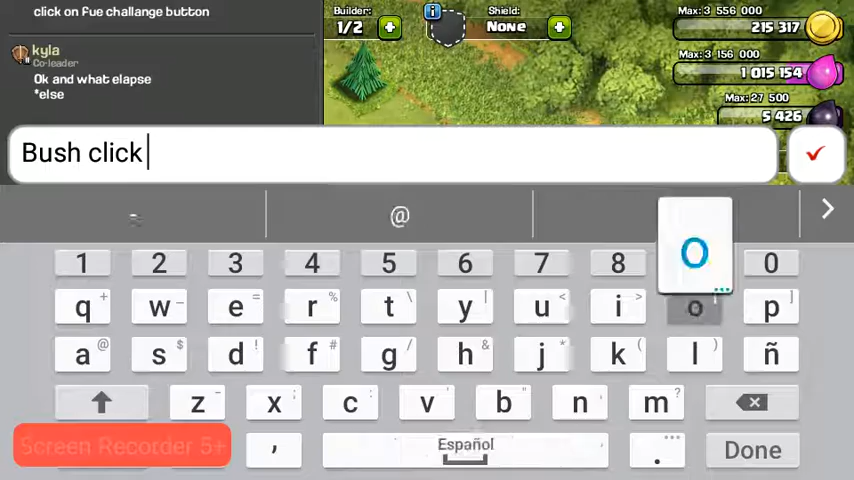 click on fue challange button
kyla
Co-leader
Ok and what elapse
*else
Builder:
1/2
+
i
Shield:
None
+
Max: 3 556 000
215 317
Max: 3 156 000
1 015 154
Max: 27 500
5 426
Bush click
@
O
1 2 3 4 5 6 7 8 0
q + w – e = r % t \ y | u < i > o p ]
a @ s $ d ! f # g / h & j * k ( l ) ñ
z - x : c ' v b n m ?
Screen Recorder 5+
, Español . Done